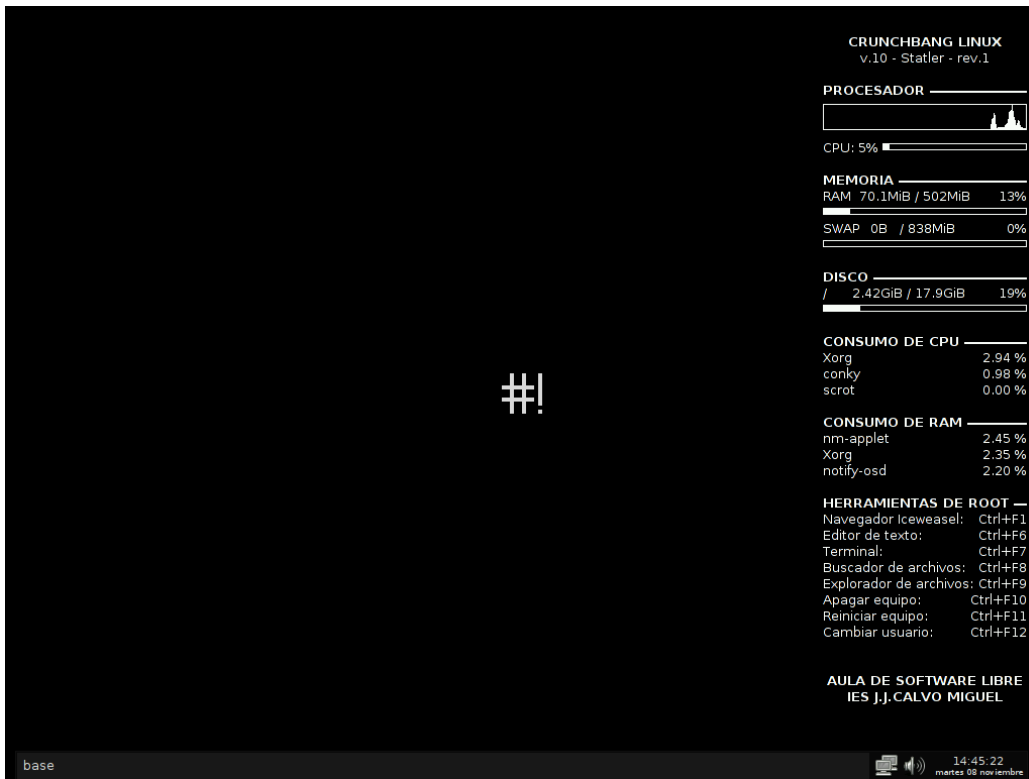 CRUNCHBANG LINUX
v.10 - Statler - rev.1
PROCESADOR
CPU: 5%
MEMORIA
RAM 70.1MiB / 502MiB 13%
SWAP 0B / 838MiB 0%
DISCO
/ 2.42GiB / 17.9GiB 19%
CONSUMO DE CPU
Xorg 2.94 %
conky 0.98 %
scrot 0.00 %
#!
CONSUMO DE RAM
nm-applet 2.45 %
Xorg 2.35 %
notify-osd 2.20 %
HERRAMIENTAS DE ROOT
Navegador Iceweasel: Ctrl+F1
Editor de texto: Ctrl+F6
Terminal: Ctrl+F7
Buscador de archivos: Ctrl+F8
Explorador de archivos: Ctrl+F9
Apagar equipo: Ctrl+F10
Reiniciar equipo: Ctrl+F11
Cambiar usuario: Ctrl+F12
AULA DE SOFTWARE LIBRE
IES J.J.CALVO MIGUEL
base
14:45:22
martes 08 noviembre